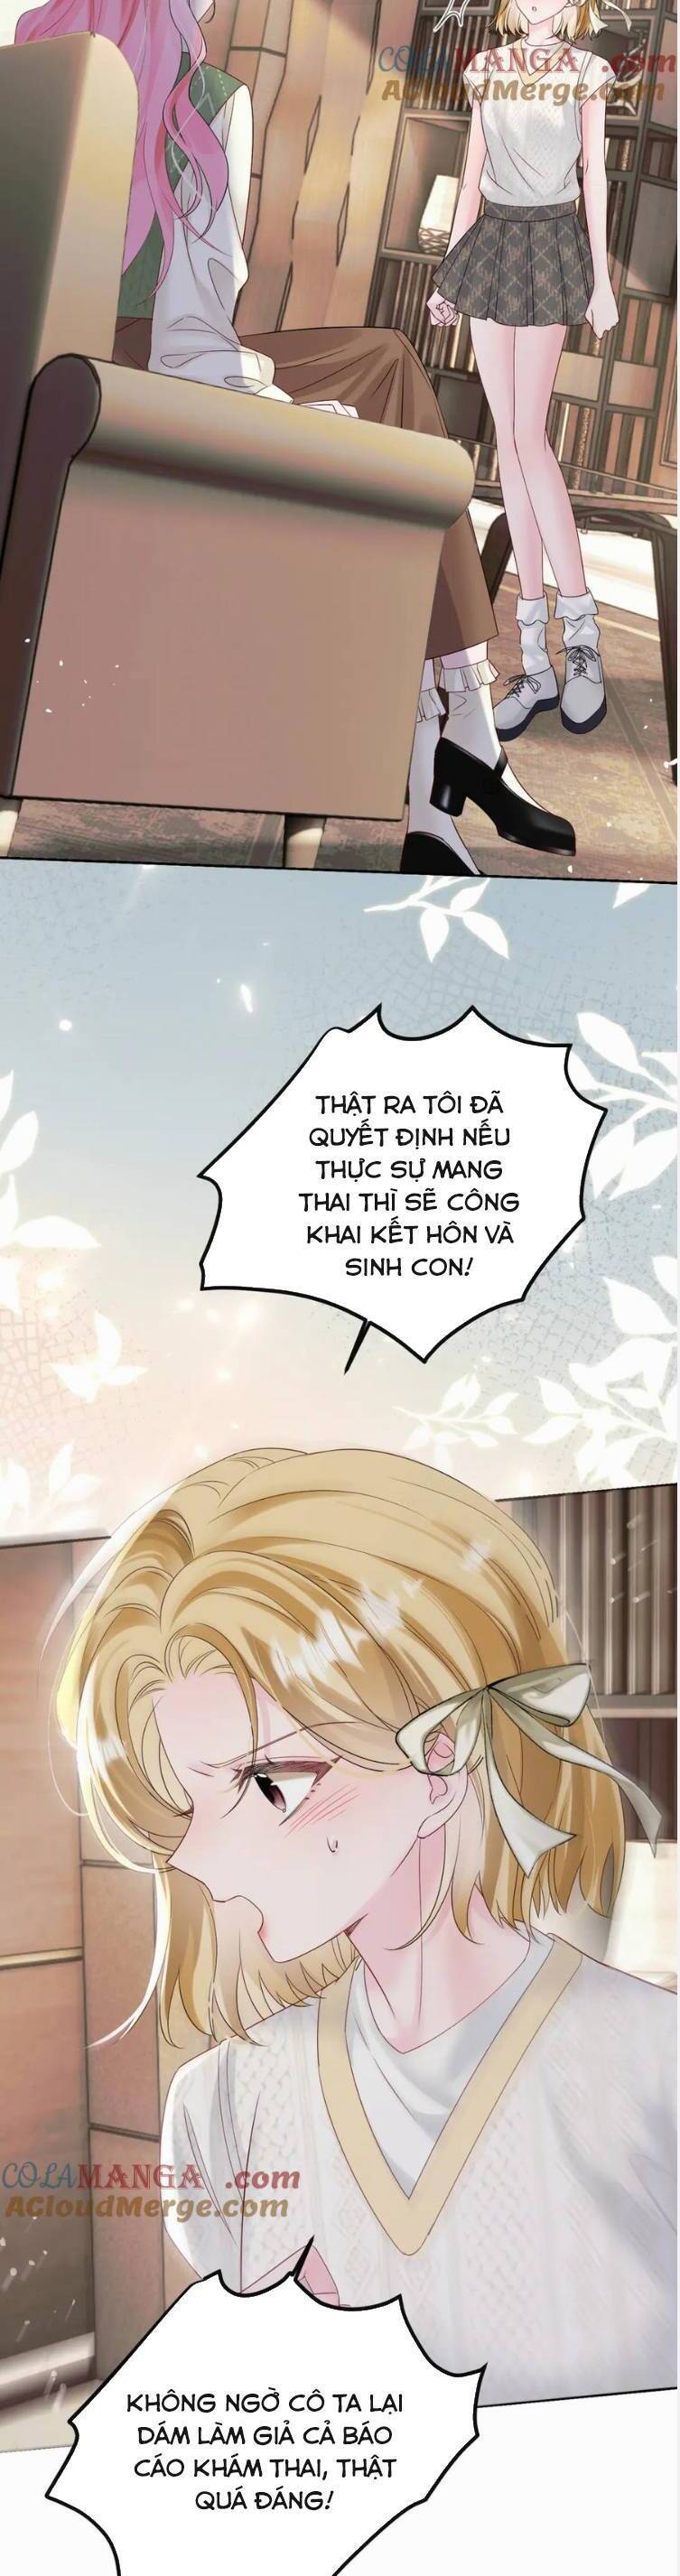 COLAMANGA.com
ACloudMerge.com
THẬT RA TÔI ĐÃ
QUYẾT ĐỊNH NẾU
THỰC SỰ MANG
THAI THÌ SẼ CÔNG
KHAI KẾT HÔN VÀ
SINH CON!
COLAMANGA.com
ACloudMerge.com
KHÔNG NGỜ CÔ TA LẠI
DÁM LÀM GIẢ CẢ BÁO
CÁO KHÁM THAI, THẬT
QUÁ ĐÁNG!